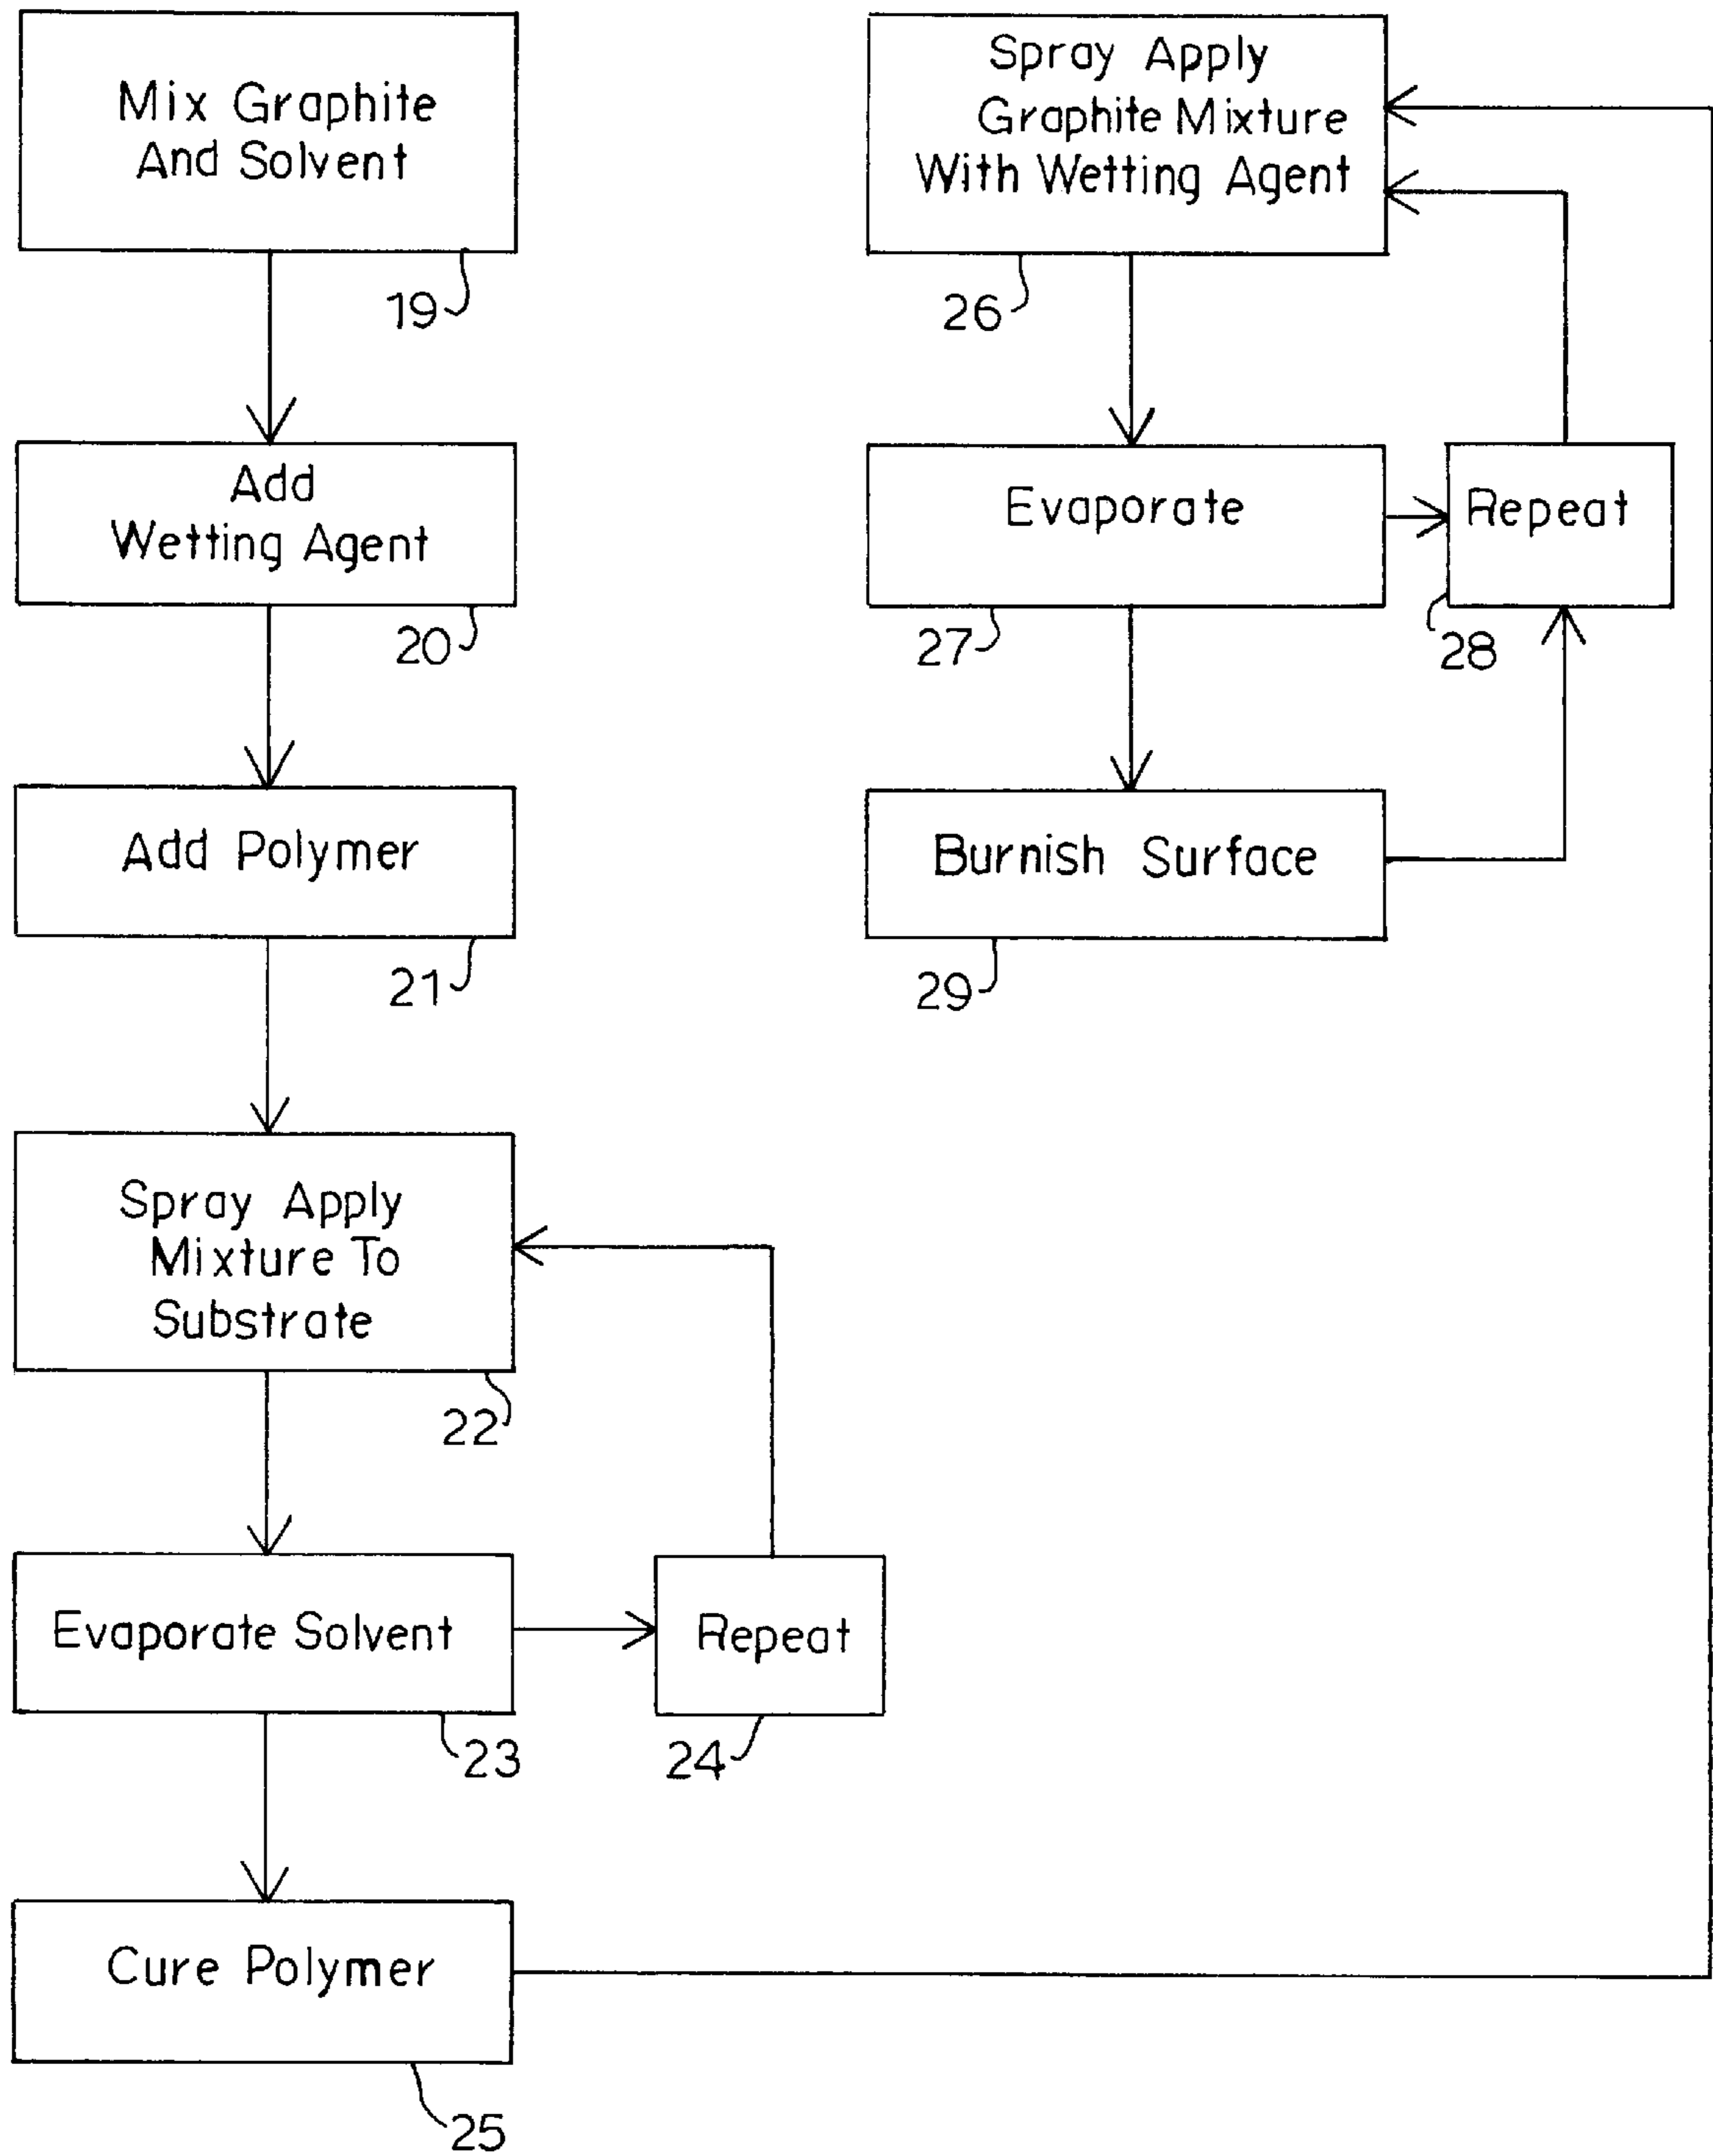 Mix Graphite
And Solvent
19
Add
Wetting Agent
20
Add Polymer
21
Spray Apply
Mixture To
Substrate
22
Evaporate Solvent
23
Repeat
24
Cure Polymer
25
Spray Apply
Graphite Mixture
With Wetting Agent
26
Evaporate
27
Repeat
28
Burnish Surface
29